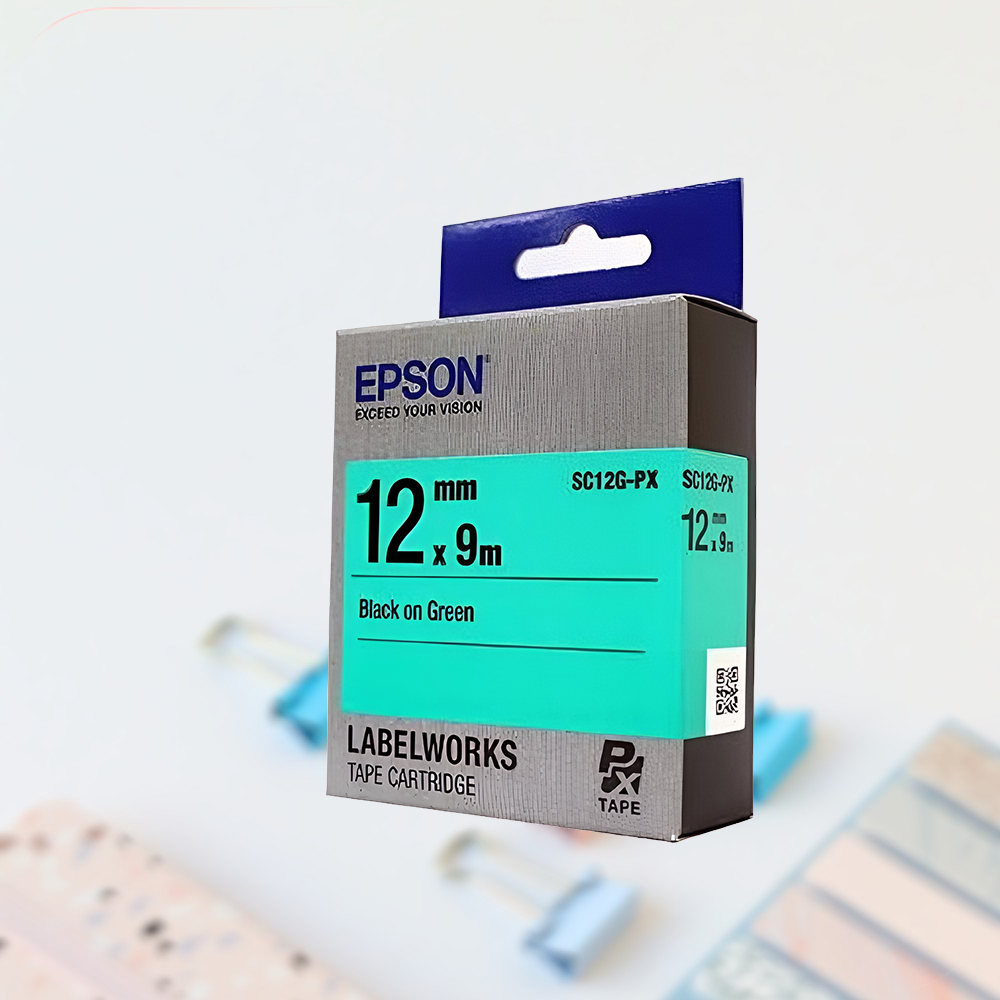 EPSON
EXCEED YOUR VISION
12 mm x 9m
SC12G-PX
Black on Green
LABELWORKS
TAPE CARTRIDGE
Px
TAPE
SC12G-PX
12 mm x 9m